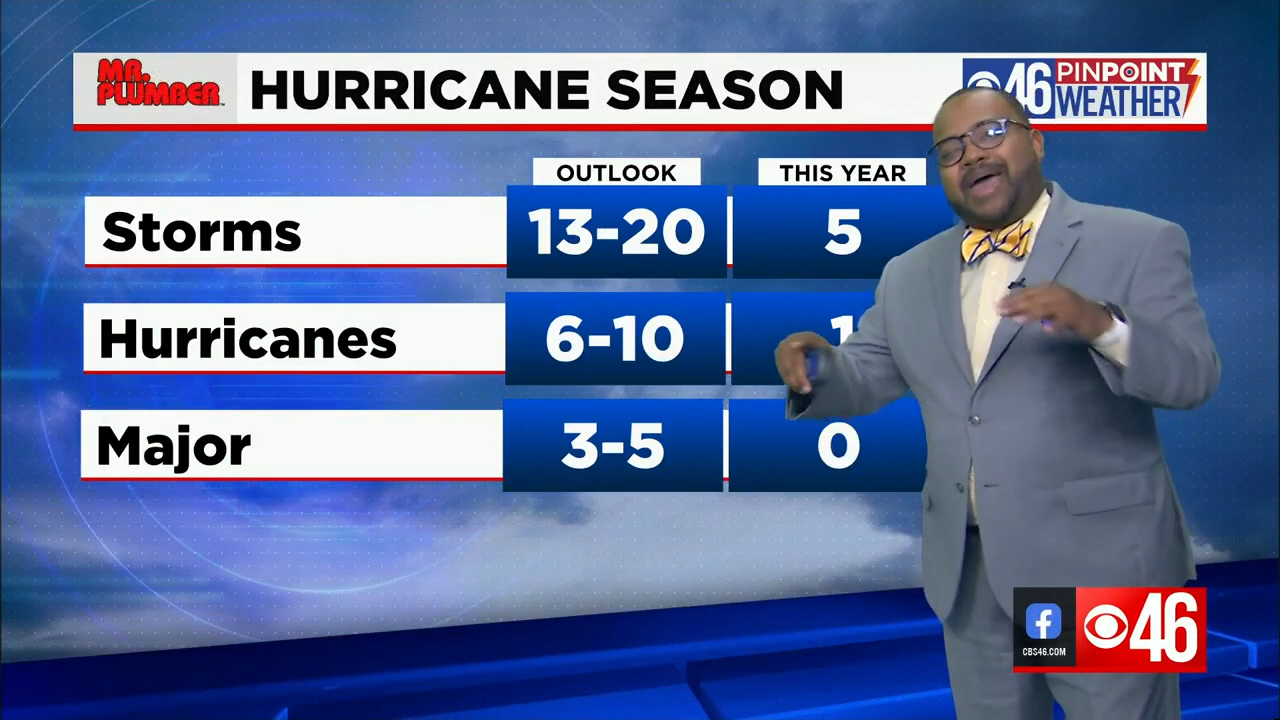 MR. PLUMBER
HURRICANE SEASON
46 PINPOINT WEATHER
OUTLOOK THIS YEAR
Storms 13-20 5
Hurricanes 6-10 1
Major 3-5 0
46
CBS46.COM